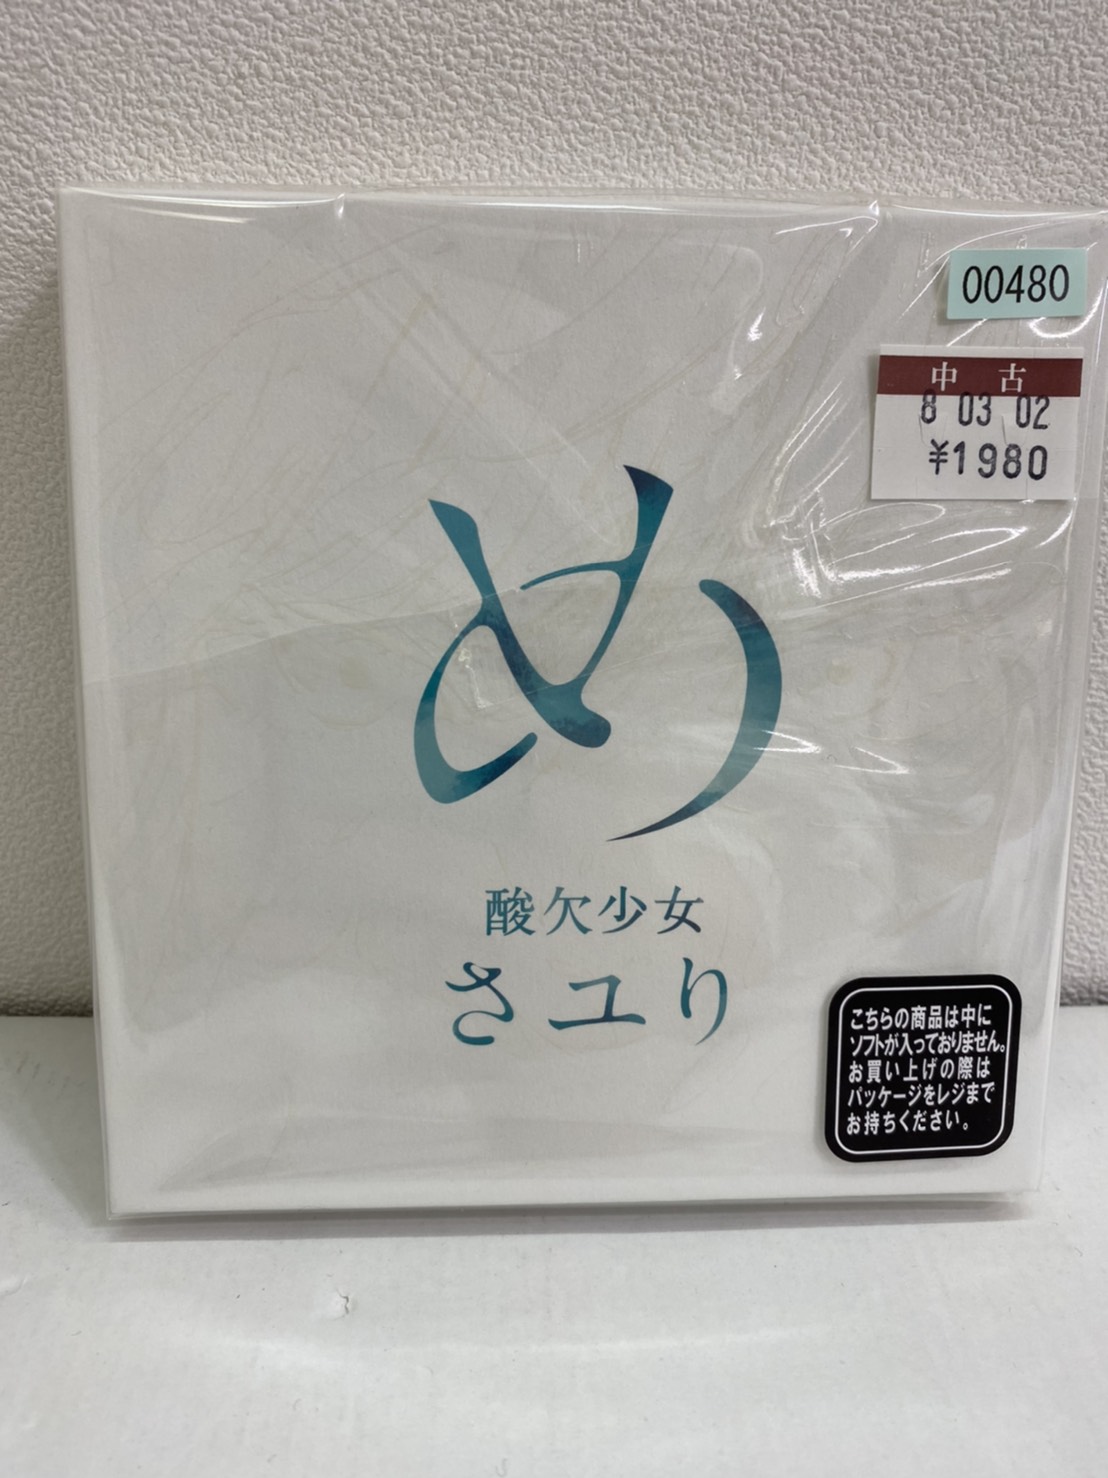 00480
中古
8 03 02
¥1980
め
酸欠少女
さユり
こちらの商品は中に
ソフトが入っておりません。
お買い上げの際は
パッケージをレジまで
お持ちください。